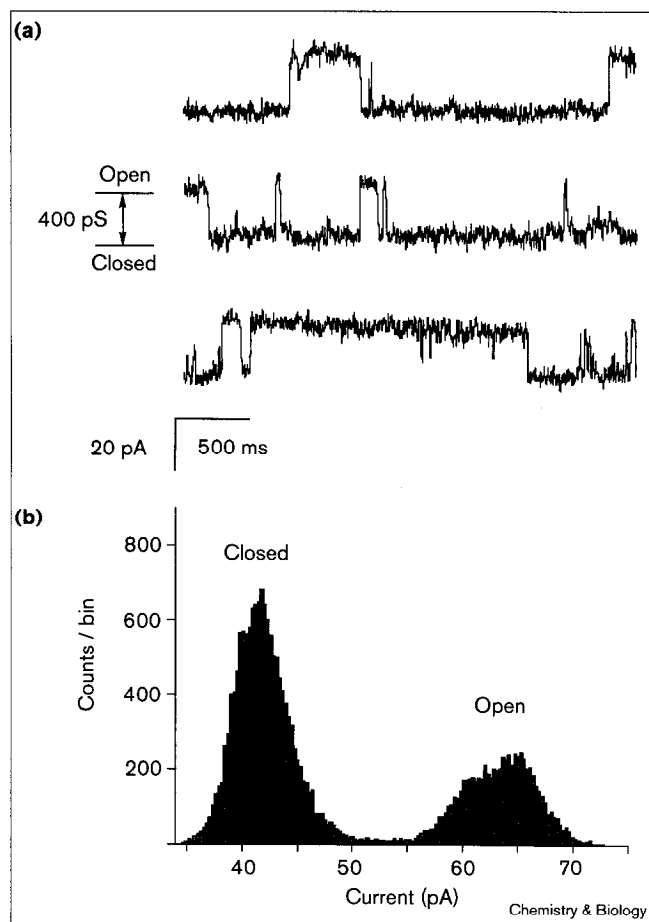 (a)
Open
400 pS
Closed
20 pA 500 ms
(b)
800
600
400
200
Counts / bin
Closed
Open
40 50 60 70
Current (pA)
Chemistry & Biology